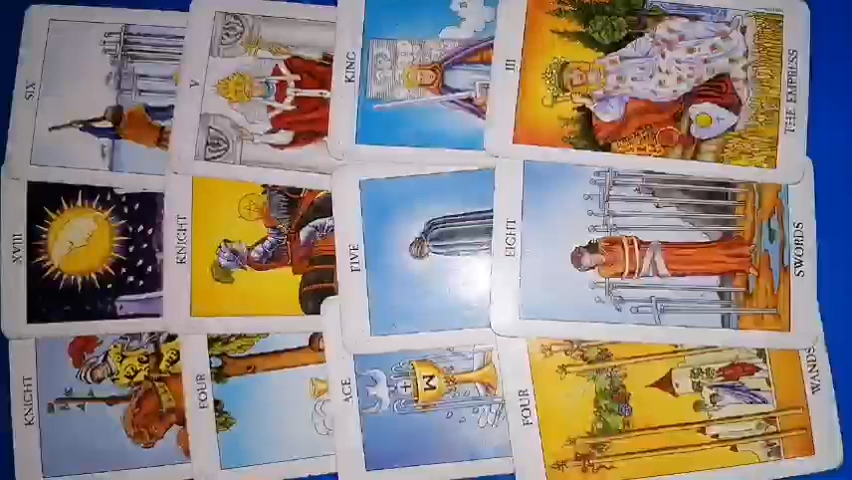 SIX
V
KING
III
THE EMPRESS
XVIII
KNIGHT
FIVE
EIGHT
SWORDS
KNIGHT
FOUR
ACE
FOUR
WANDS